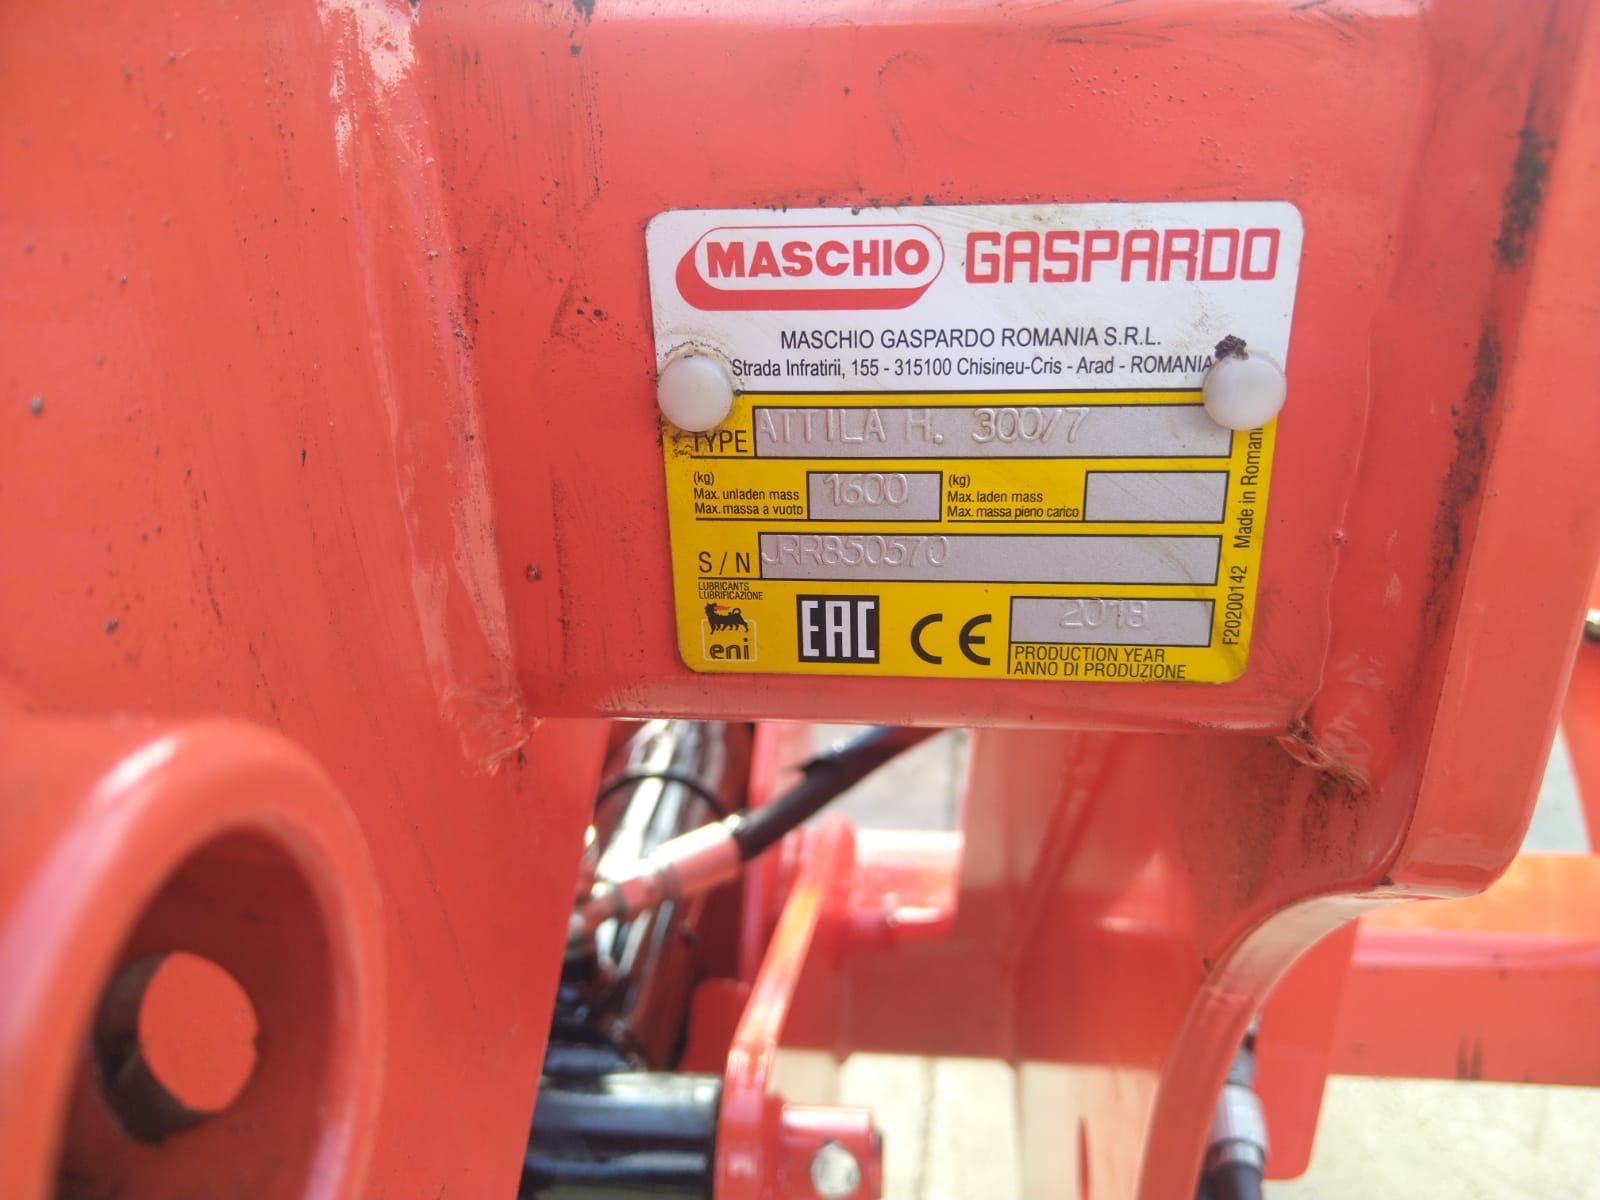 MASCHIO GASPARDO
MASCHIO GASPARDO ROMANIA S.R.L.
Strada Infratirii, 155 - 315100 Chisineu-Cris - Arad - ROMANIA
TYPE ATTILA H. 300/7
(kg)
Max. unladen mass
Max. massa a vuoto
1600
(kg)
Max. laden mass
Max. massa pieno carico
S / N JRR850570
LUBRICANTS
LUBRIFICAZIONE
eni
EAC
CE
2018
PRODUCTION YEAR
ANNO DI PRODUZIONE
F20200142 Made in Romania